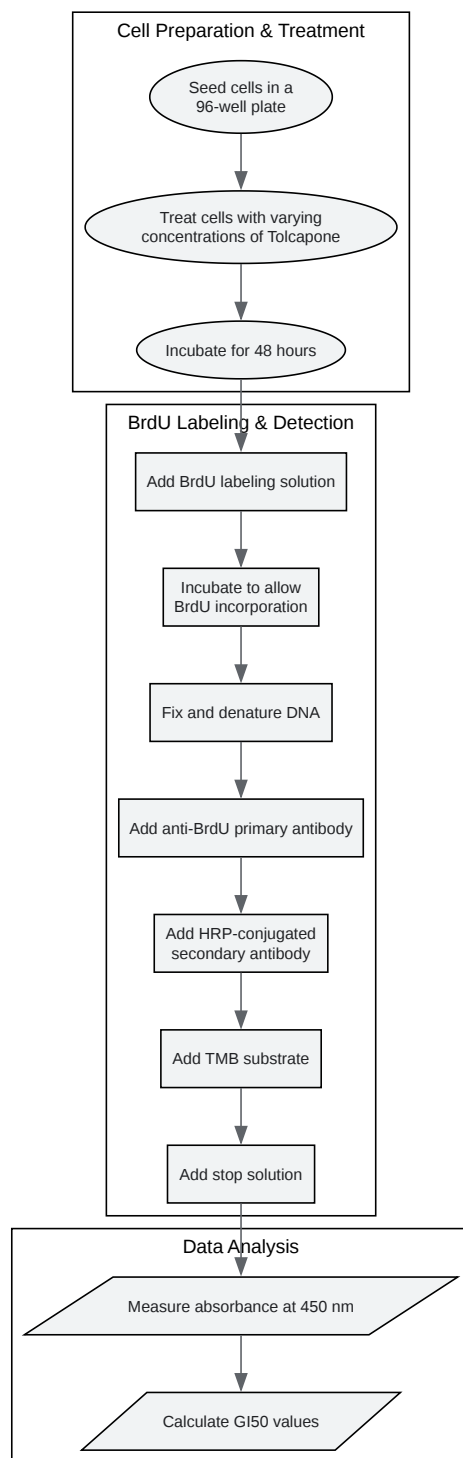 Cell Preparation & Treatment
Seed cells in a
96-well plate
Treat cells with varying
concentrations of Tolcapone
Incubate for 48 hours
BrdU Labeling & Detection
Add BrdU labeling solution
Incubate to allow
BrdU incorporation
Fix and denature DNA
Add anti-BrdU primary antibody
Add HRP-conjugated
secondary antibody
Add TMB substrate
Add stop solution
Data Analysis
Measure absorbance at 450 nm
Calculate GI50 values